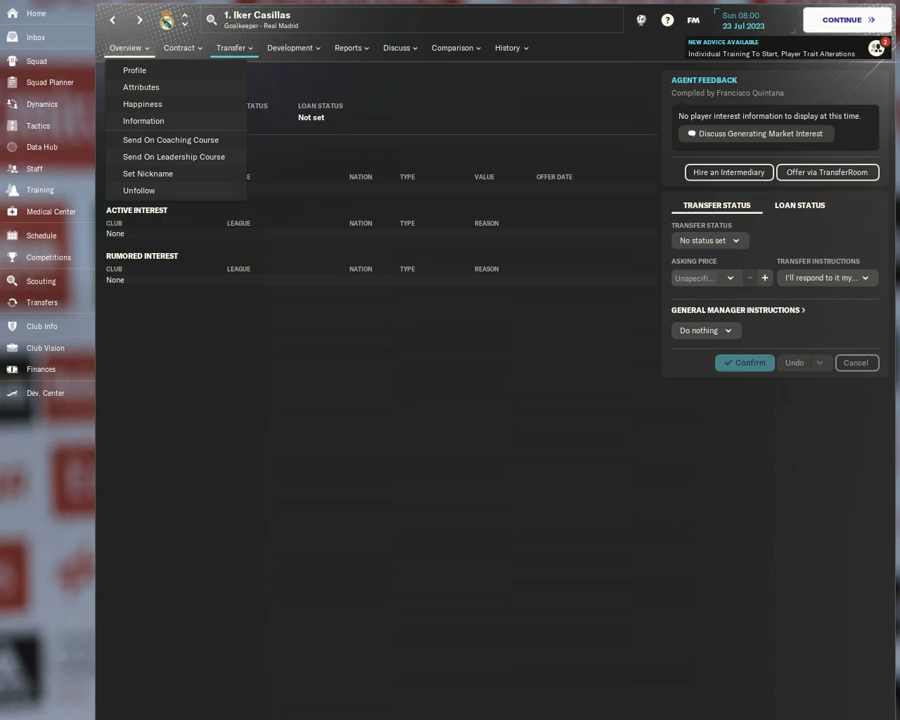 Home
Inbox
Squad
Squad Planner
Dynamics
Tactics
Data Hub
Staff
Training
Medical Center
Schedule
Competitions
Scouting
Transfers
Club Info
Club Vision
Finances
Dev. Center
1. Iker Casillas
Goalkeeper - Real Madrid
? FM
Sun 08:00
23 Jul 2023
CONTINUE
Overview Contract Transfer Development Reports Discuss Comparison History
NEW ADVICE AVAILABLE
Individual Training To Start, Player Trait Alterations
2
Profile
Attributes
Happiness
Information
Send On Coaching Course
Send On Leadership Course
Set Nickname
Unfollow
LOAN STATUS
Not set
NATION TYPE VALUE OFFER DATE
ACTIVE INTEREST
CLUB LEAGUE NATION TYPE REASON
None
RUMORED INTEREST
CLUB LEAGUE NATION TYPE REASON
None
AGENT FEEDBACK
Compiled by Francisco Quintana
No player interest information to display at this time.
Discuss Generating Market Interest
Hire an Intermediary Offer via TransferRoom
TRANSFER STATUS LOAN STATUS
TRANSFER STATUS
No status set
ASKING PRICE TRANSFER INSTRUCTIONS
Unspecifi... - + I'll respond to it my...
GENERAL MANAGER INSTRUCTIONS >
Do nothing
Confirm Undo Cancel